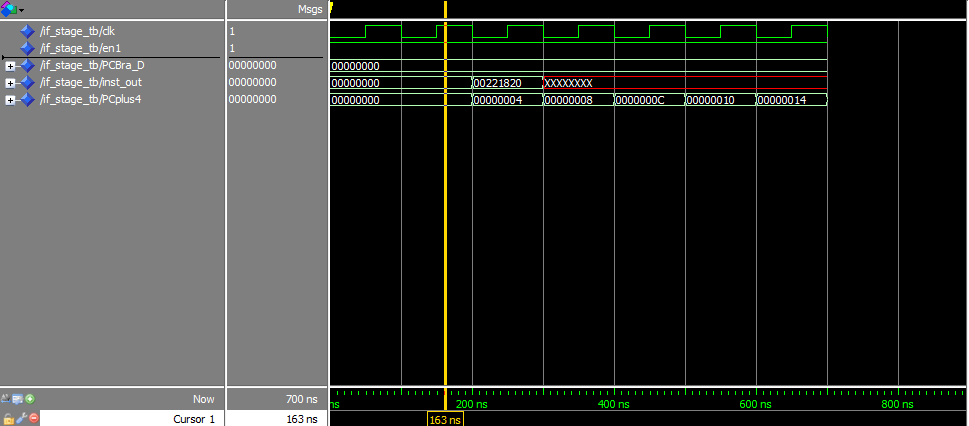 Msgs
/if_stage_tb/clk 1
/if_stage_tb/en1 1
/if_stage_tb/PCBra_D 00000000 00000000
/if_stage_tb/inst_out 00000000 00000000 00221820 XXXXXXXX
/if_stage_tb/PCplus4 00000000 00000000 00000004 00000008 0000000C 00000010 00000014
Now 700 ns ns 200 ns 400 ns 600 ns 800 ns
Cursor 1 163 ns 163 ns